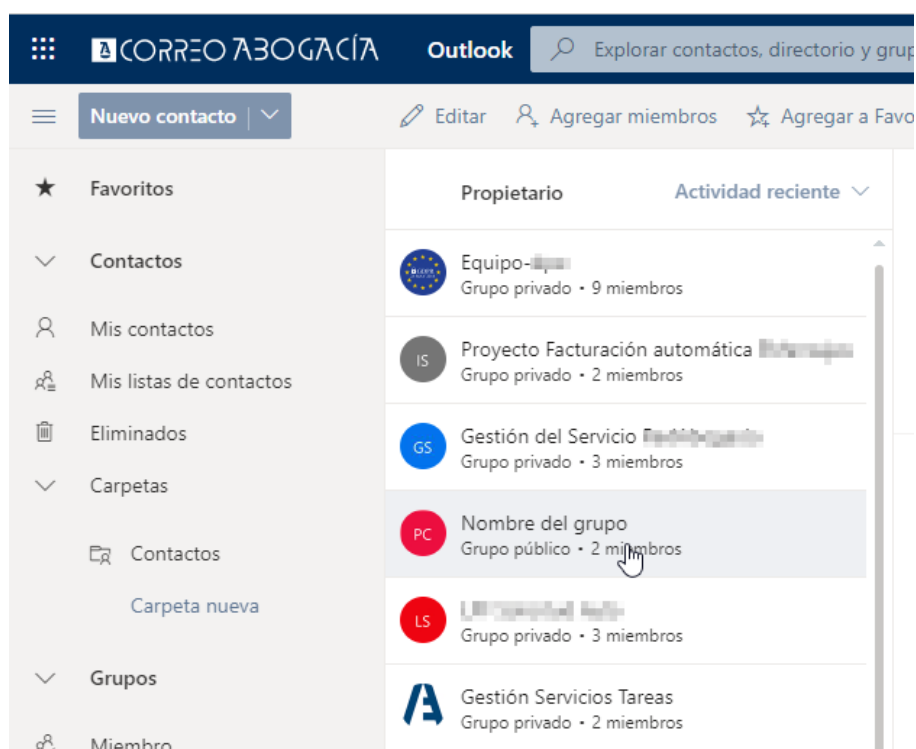 CORREO ABOGACÍA Outlook Explorar contactos, directorio y grup
Nuevo contacto Editar Agregar miembros Agregar a Favo
Favoritos
Contactos
Mis contactos
Mis listas de contactos
Eliminados
Carpetas
Contactos
Carpeta nueva
Grupos
Miembro
Propietario Actividad reciente
Equipo-
Grupo privado • 9 miembros
IS
Proyecto Facturación automática
Grupo privado • 2 miembros
GS
Gestión del Servicio
Grupo privado • 3 miembros
PC
Nombre del grupo
Grupo público • 2 miembros
LS
Grupo privado • 3 miembros
Gestión Servicios Tareas
Grupo privado • 2 miembros